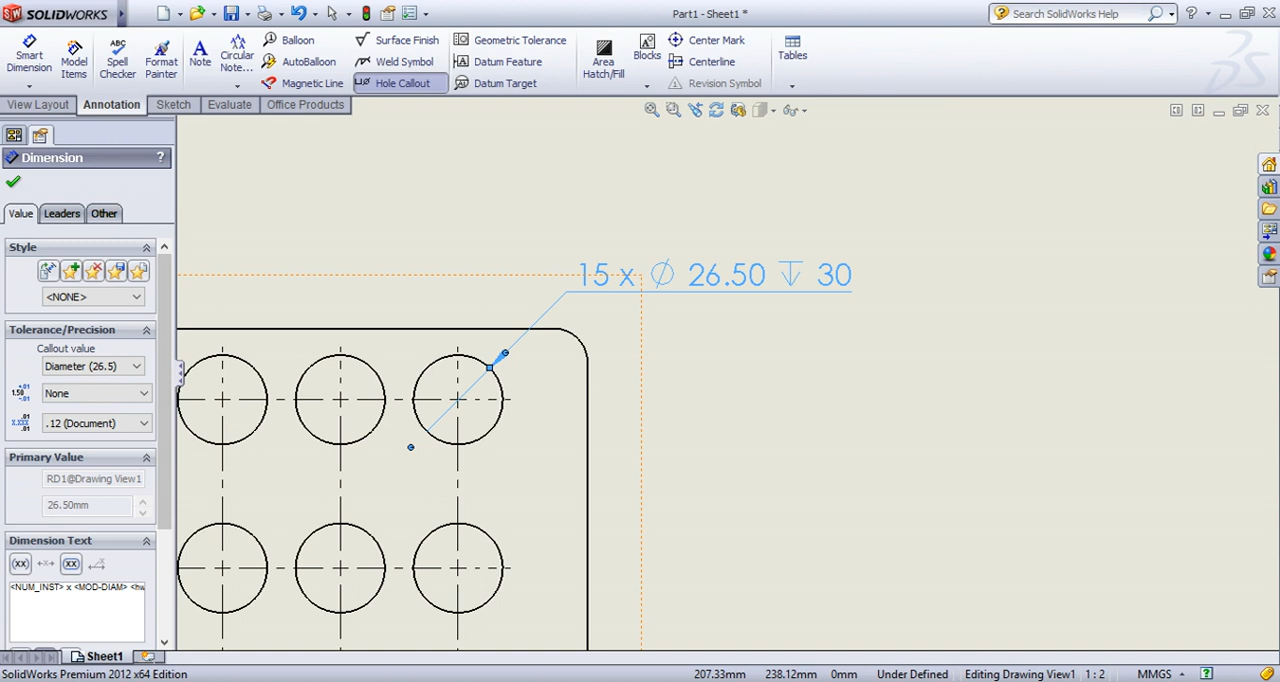 SOLIDWORKS
Part1 - Sheet1 *
Search SolidWorks Help
Smart Dimension
Model Items
ABC
Spell Checker
Format Painter
Note
Circular Note...
Balloon
AutoBalloon
Magnetic Line
Surface Finish
Weld Symbol
Hole Callout
Geometric Tolerance
Datum Feature
Datum Target
Area Hatch/Fill
Blocks
Center Mark
Centerline
Revision Symbol
Tables
View Layout
Annotation
Sketch
Evaluate
Office Products
Dimension
?
Value
Leaders
Other
Style
<NONE>
Tolerance/Precision
Callout value
Diameter (26.5)
None
.12 (Document)
Primary Value
RD1@Drawing View1
26.50mm
Dimension Text
(xx)
(xx)
<NUM_INST> x <MOD-DIAM> <hw
15 x ∅ 26.50 ↧ 30
Sheet1
SolidWorks Premium 2012 x64 Edition
207.33mm
238.12mm
0mm
Under Defined
Editing Drawing View1
1 : 2
MMGS
?